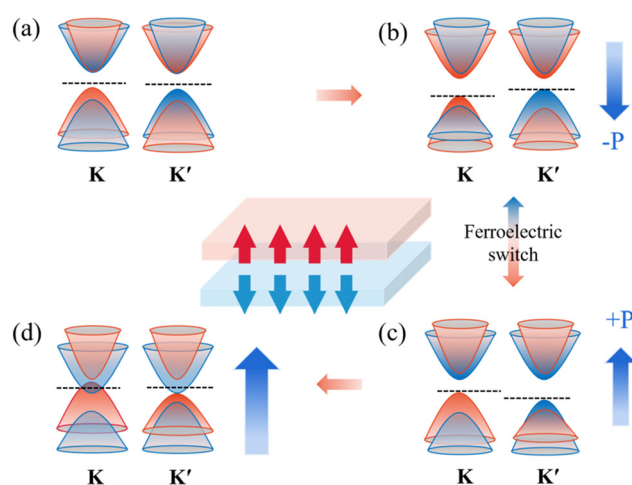 (a)
K K′
(b)
K K′
-P
Ferroelectric
switch
(d)
K K′
(c)
K K′
+P